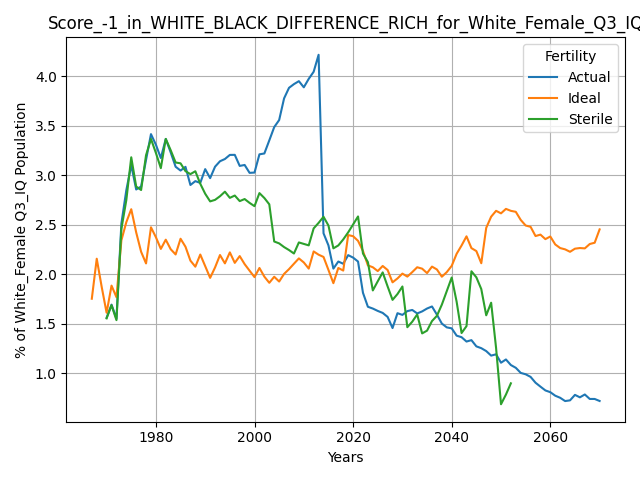 Score_-1_in_WHITE_BLACK_DIFFERENCE_RICH_for_White_Female_Q3_IQ
% of White_Female Q3_IQ Population
4.0
3.5
3.0
2.5
2.0
1.5
1.0
Fertility
Actual
Ideal
Sterile
1980
2000
2020
2040
2060
Years